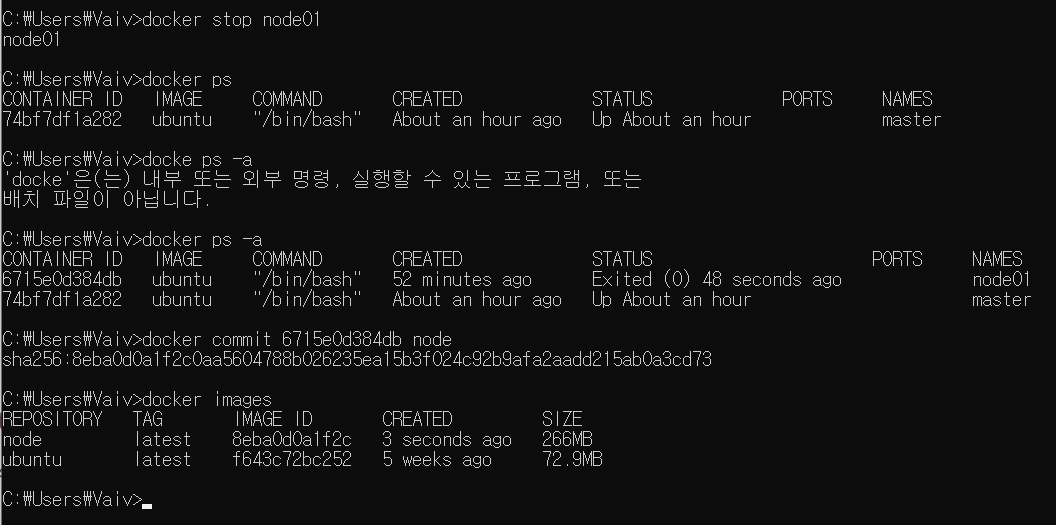 C:₩Users₩Vaiv>docker stop node01
node01
C:₩Users₩Vaiv>docker ps
CONTAINER ID IMAGE COMMAND CREATED STATUS PORTS NAMES
74bf7df1a282 ubuntu "/bin/bash" About an hour ago Up About an hour master
C:₩Users₩Vaiv>docke ps -a
'docke'은(는) 내부 또는 외부 명령, 실행할 수 있는 프로그램, 또는
배치 파일이 아닙니다.
C:₩Users₩Vaiv>docker ps -a
CONTAINER ID IMAGE COMMAND CREATED STATUS PORTS NAMES
6715e0d384db ubuntu "/bin/bash" 52 minutes ago Exited (0) 48 seconds ago node01
74bf7df1a282 ubuntu "/bin/bash" About an hour ago Up About an hour master
C:₩Users₩Vaiv>docker commit 6715e0d384db node
sha256:8eba0d0a1f2c0aa5604788b026235ea15b3f024c92b9afa2aadd215ab0a3cd73
C:₩Users₩Vaiv>docker images
REPOSITORY TAG IMAGE ID CREATED SIZE
node latest 8eba0d0a1f2c 3 seconds ago 266MB
ubuntu latest f643c72bc252 5 weeks ago 72.9MB
C:₩Users₩Vaiv>